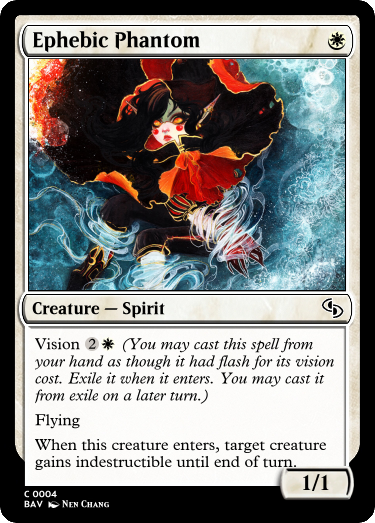 Ephebic Phantom
Creature — Spirit
Vision 2 (You may cast this spell from
your hand as though it had flash for its vision
cost. Exile it when it enters. You may cast it
from exile on a later turn.)
Flying
When this creature enters, target creature
gains indestructible until end of turn.
1/1
C 0004
BAV Nen Chang